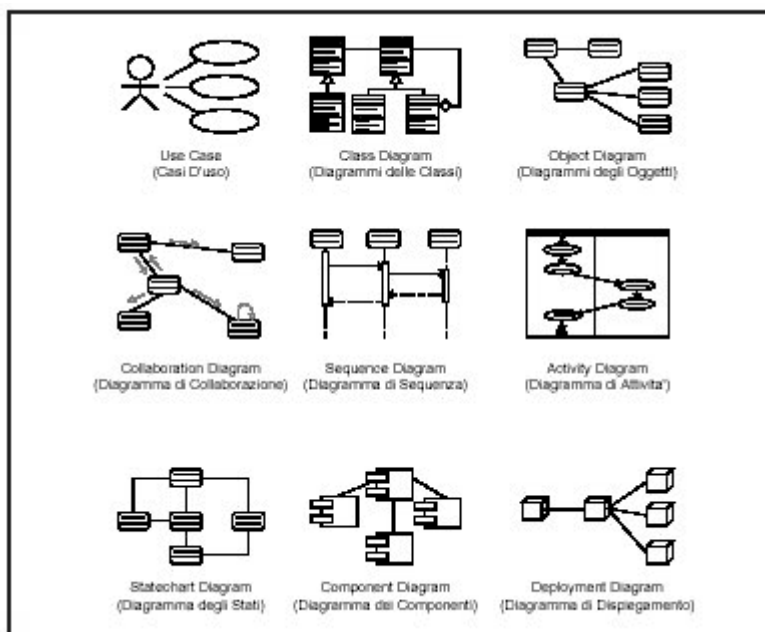 Use Case
(Casi D'uso)
Class Diagram
(Diagrammi delle Classi)
Object Diagram
(Diagrammi degli Oggetti)
Collaboration Diagram
(Diagramma di Collaborazione)
Sequence Diagram
(Diagramma di Sequenza)
Activity Diagram
(Diagramma di Attivita')
Statechart Diagram
(Diagramma degli Stati)
Component Diagram
(Diagramma dei Componenti)
Deployment Diagram
(Diagramma di Dispiegamento)